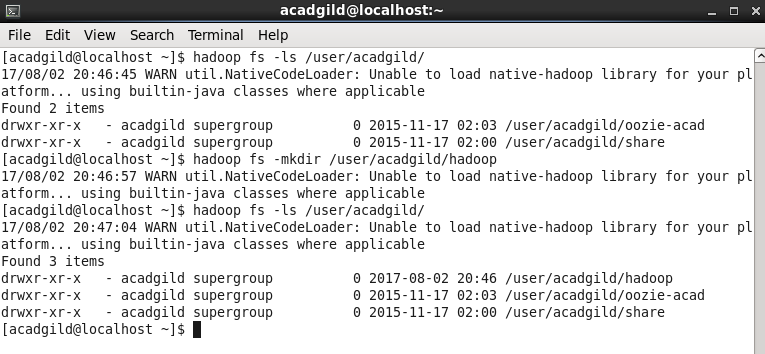 acadgild@localhost:~
File Edit View Search Terminal Help
[acadgild@localhost ~]$ hadoop fs -ls /user/acadgild/
17/08/02 20:46:45 WARN util.NativeCodeLoader: Unable to load native-hadoop library for your pl
atform... using builtin-java classes where applicable
Found 2 items
drwxr-xr-x   - acadgild supergroup          0 2015-11-17 02:03 /user/acadgild/oozie-acad
drwxr-xr-x   - acadgild supergroup          0 2015-11-17 02:00 /user/acadgild/share
[acadgild@localhost ~]$ hadoop fs -mkdir /user/acadgild/hadoop
17/08/02 20:46:57 WARN util.NativeCodeLoader: Unable to load native-hadoop library for your pl
atform... using builtin-java classes where applicable
[acadgild@localhost ~]$ hadoop fs -ls /user/acadgild/
17/08/02 20:47:04 WARN util.NativeCodeLoader: Unable to load native-hadoop library for your pl
atform... using builtin-java classes where applicable
Found 3 items
drwxr-xr-x   - acadgild supergroup          0 2017-08-02 20:46 /user/acadgild/hadoop
drwxr-xr-x   - acadgild supergroup          0 2015-11-17 02:03 /user/acadgild/oozie-acad
drwxr-xr-x   - acadgild supergroup          0 2015-11-17 02:00 /user/acadgild/share
[acadgild@localhost ~]$